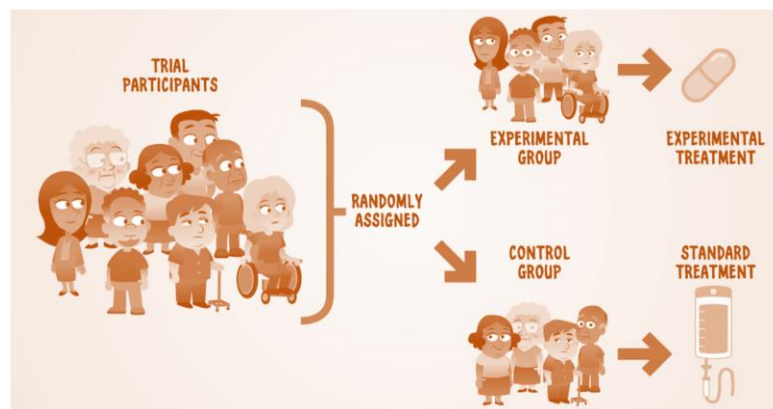 TRIAL
PARTICIPANTS
RANDOMLY
ASSIGNED
EXPERIMENTAL
GROUP
EXPERIMENTAL
TREATMENT
CONTROL
GROUP
STANDARD
TREATMENT